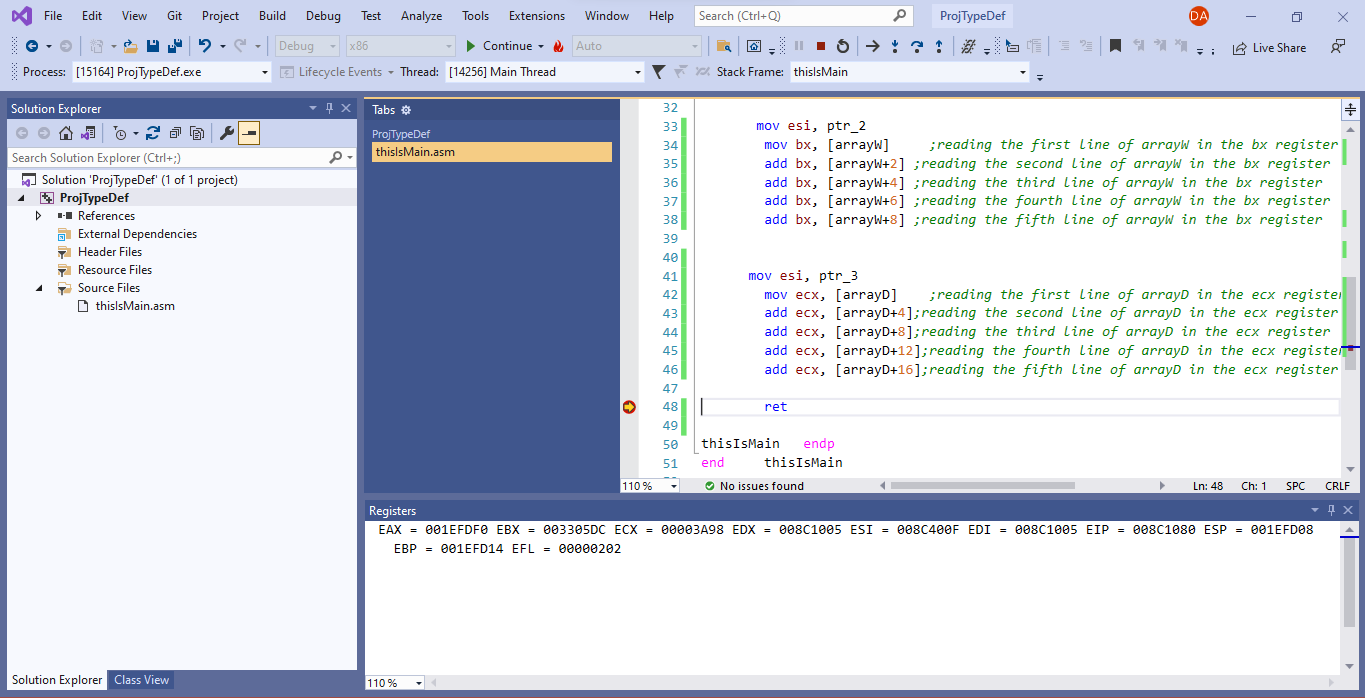 File Edit View Git Project Build Debug Test Analyze Tools Extensions Window Help Search (Ctrl+Q) ProjTypeDef DA
Debug x86 Continue Auto Live Share
Process: [15164] ProjTypeDef.exe Lifecycle Events Thread: [14256] Main Thread Stack Frame: thisIsMain
Solution Explorer
Search Solution Explorer (Ctrl+;)
Solution 'ProjTypeDef' (1 of 1 project)
ProjTypeDef
References
External Dependencies
Header Files
Resource Files
Source Files
thisIsMain.asm
Solution Explorer Class View
Tabs
ProjTypeDef
thisIsMain.asm
32
33 mov esi, ptr_2
34 mov bx, [arrayW] ;reading the first line of arrayW in the bx register
35 add bx, [arrayW+2] ;reading the second line of arrayW in the bx register
36 add bx, [arrayW+4] ;reading the third line of arrayW in the bx register
37 add bx, [arrayW+6] ;reading the fourth line of arrayW in the bx register
38 add bx, [arrayW+8] ;reading the fifth line of arrayW in the bx register
39
40
41 mov esi, ptr_3
42 mov ecx, [arrayD] ;reading the first line of arrayD in the ecx register
43 add ecx, [arrayD+4];reading the second line of arrayD in the ecx register
44 add ecx, [arrayD+8];reading the third line of arrayD in the ecx register
45 add ecx, [arrayD+12];reading the fourth line of arrayD in the ecx register
46 add ecx, [arrayD+16];reading the fifth line of arrayD in the ecx register
47
48 ret
49
50 thisIsMain endp
51 end thisIsMain
110 % No issues found Ln: 48 Ch: 1 SPC CRLF
Registers
EAX = 001EFDF0 EBX = 003305DC ECX = 00003A98 EDX = 008C1005 ESI = 008C400F EDI = 008C1005 EIP = 008C1080 ESP = 001EFD08
EBP = 001EFD14 EFL = 00000202
110 %